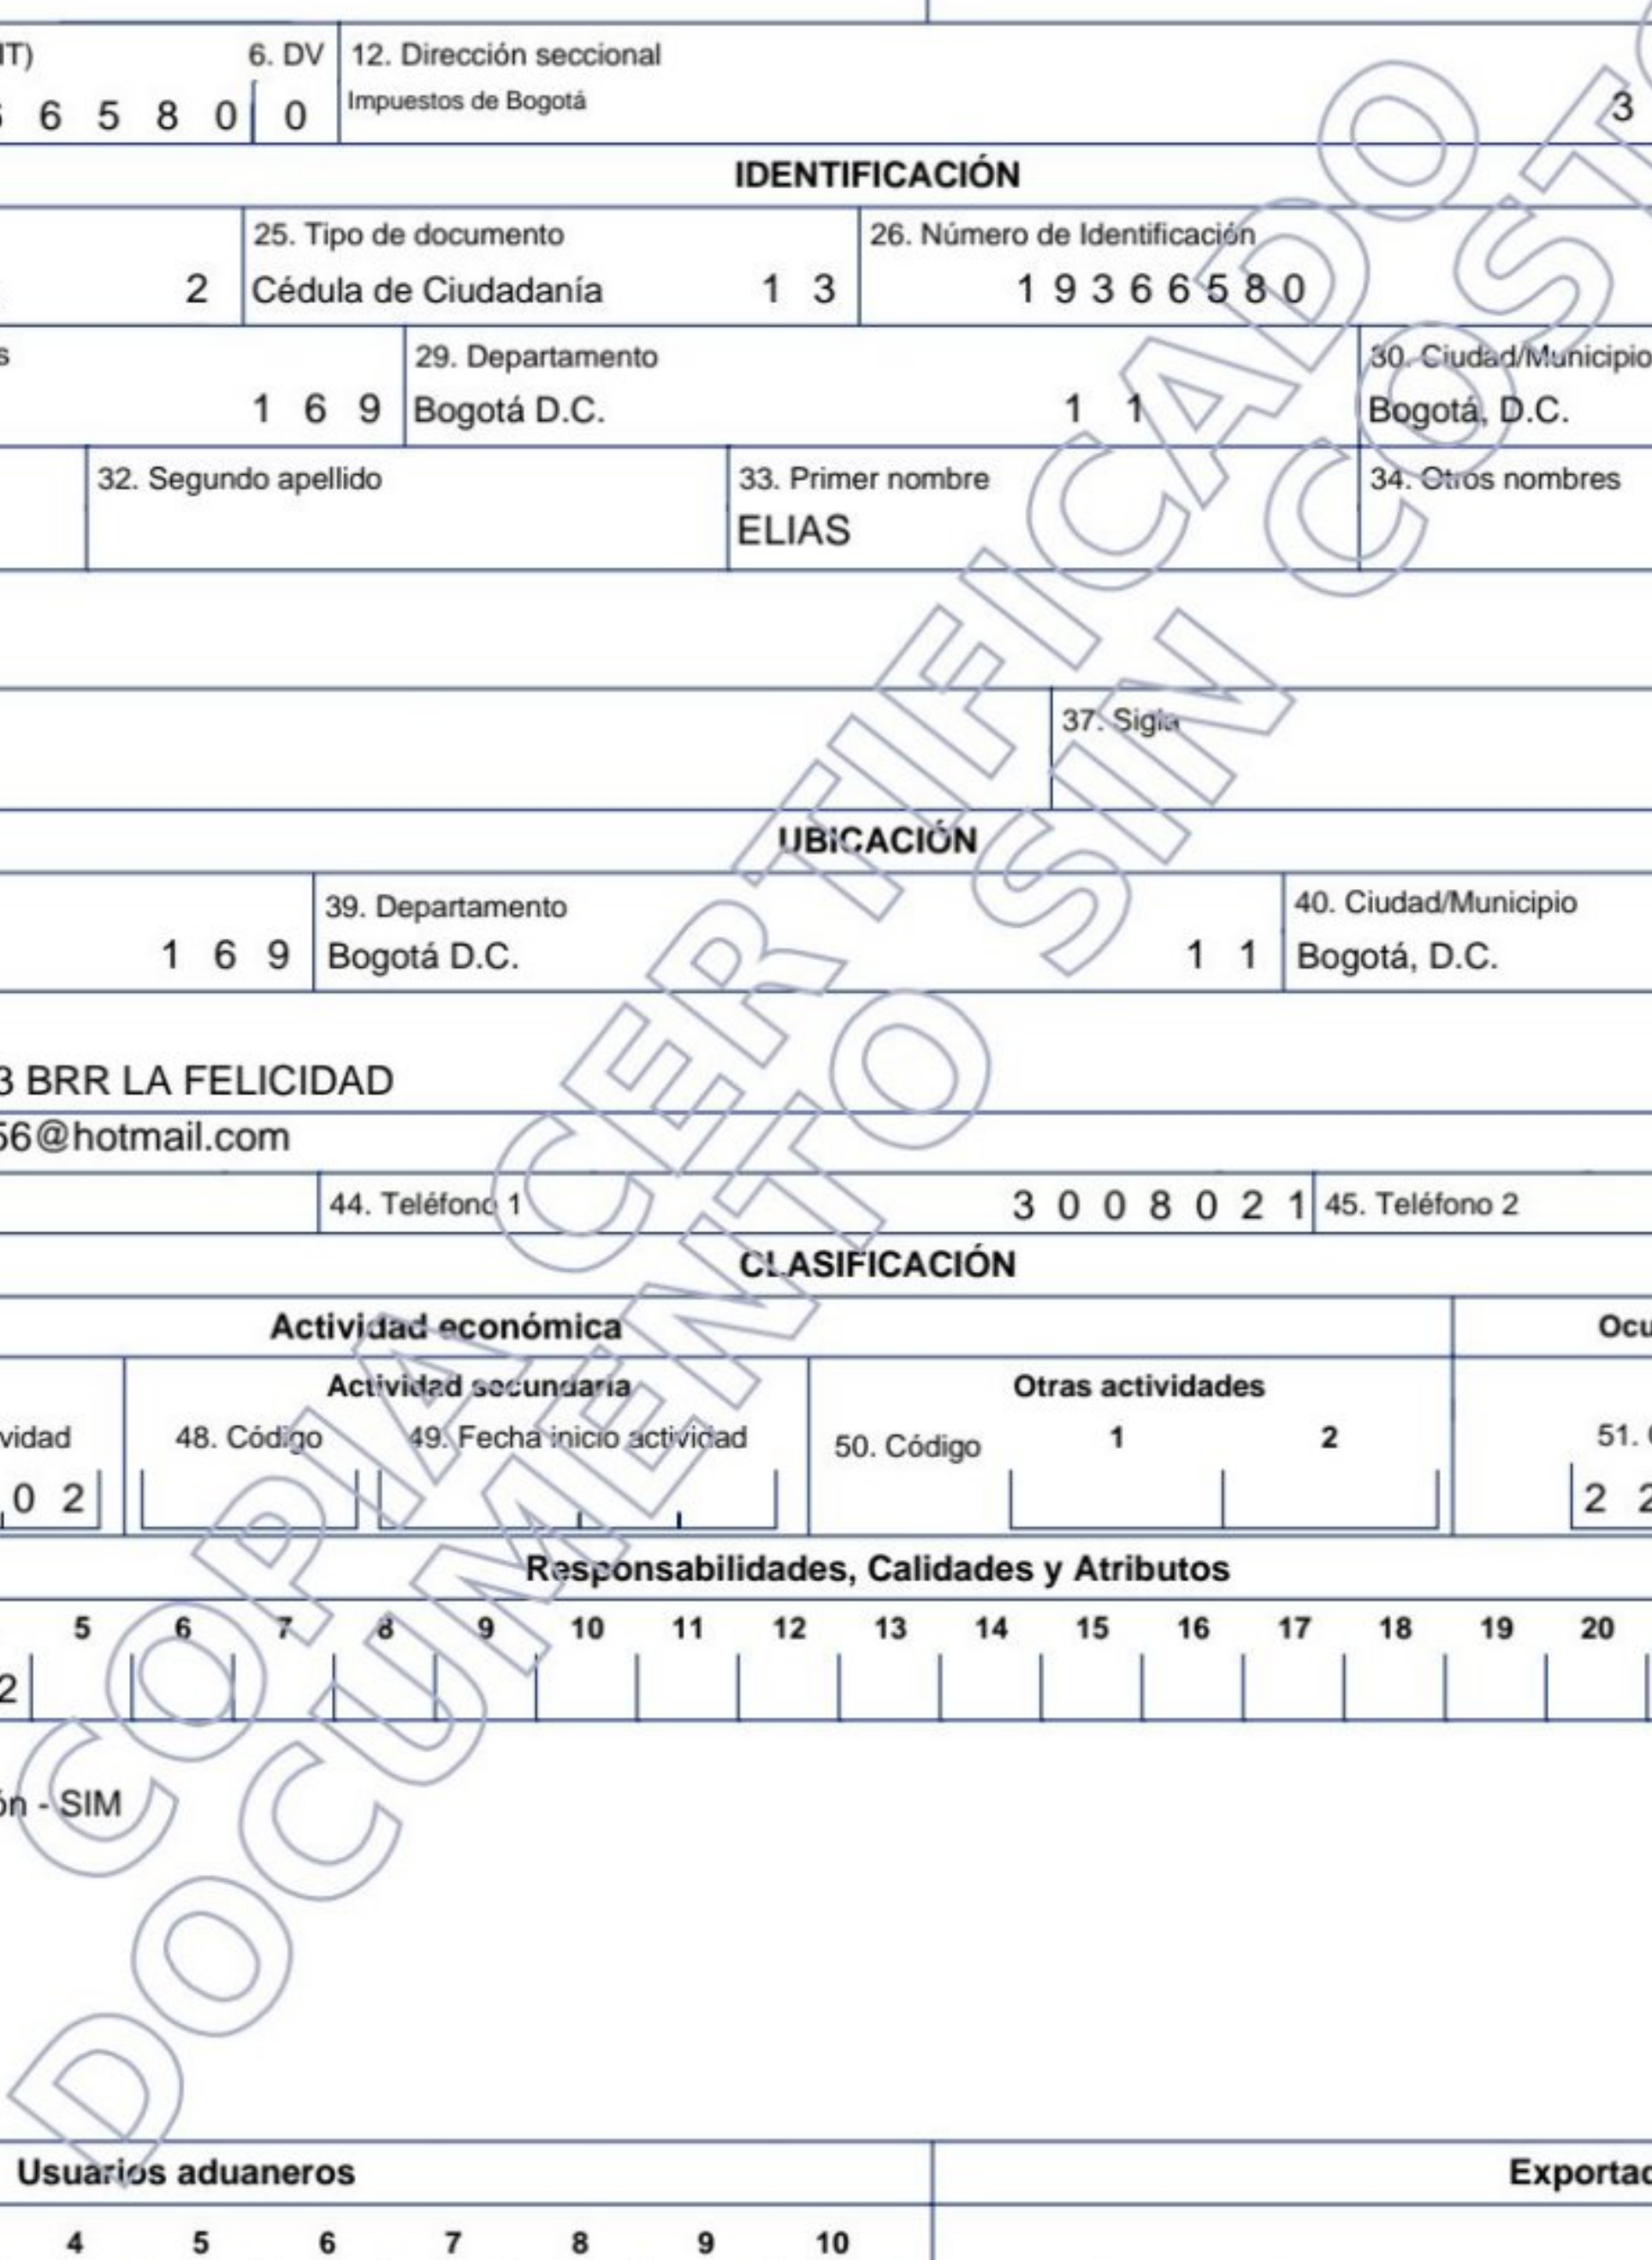 IT) 6. DV 12. Dirección seccional
6 6 5 8 0 0 Impuestos de Bogotá 3
IDENTIFICACIÓN
25. Tipo de documento 26. Número de Identificación
2 Cédula de Ciudadanía 1 3 1 9 3 6 6 5 8 0
s 29. Departamento 30. Ciudad/Municipio
1 6 9 Bogotá D.C. 1 1 Bogotá, D.C.
32. Segundo apellido 33. Primer nombre 34. Otros nombres
ELIAS
37. Sigla
UBICACIÓN
39. Departamento 40. Ciudad/Municipio
1 6 9 Bogotá D.C. 1 1 Bogotá, D.C.
3 BRR LA FELICIDAD
56@hotmail.com
44. Teléfono 1 3 0 0 8 0 2 1 45. Teléfono 2
CLASIFICACIÓN
Actividad económica Ocu
Actividad secundaria Otras actividades
vidad 48. Código 49. Fecha inicio actividad 50. Código 1 2 51.
0 2 2 2
Responsabilidades, Calidades y Atributos
5 6 7 8 9 10 11 12 13 14 15 16 17 18 19 20
2
ón - SIM
Usuarios aduaneros Exportad
4 5 6 7 8 9 10
COPIA CERTIFICADO
DOCUMENTO SIN COSTO